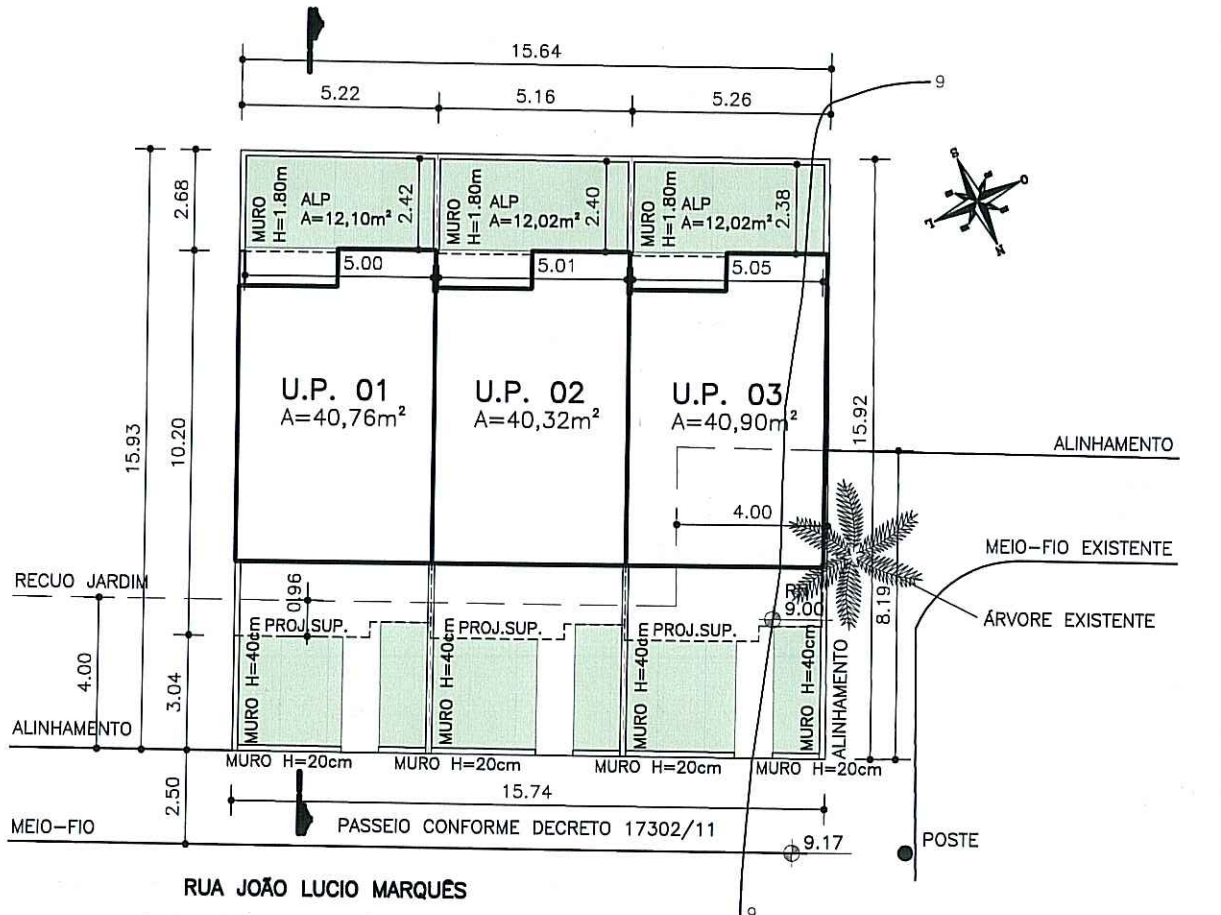 15.64
9
5.22
5.16
5.26
2.68
MURO
H=1.80m
ALP
A=12,10m²
2.42
MURO
H=1.80m
ALP
A=12,02m²
2.40
MURO
H=1.80m
ALP
A=12,02m²
2.38
S
O
N
L
5.00
5.01
5.05
U.P. 01
A=40,76m²
U.P. 02
A=40,32m²
U.P. 03
A=40,90m²
15.93
10.20
15.92
ALINHAMENTO
4.00
MEIO-FIO EXISTENTE
RECUO JARDIM
0.96
9.00
8.19
ÁRVORE EXISTENTE
PROJ.SUP.
PROJ.SUP.
PROJ.SUP.
4.00
3.04
MURO H=40cm
MURO H=40cm
MURO H=40cm
MURO H=40cm
ALINHAMENTO
ALINHAMENTO
MURO H=20cm
MURO H=20cm
MURO H=20cm
MURO H=20cm
2.50
15.74
MEIO-FIO
PASSEIO CONFORME DECRETO 17302/11
9.17
POSTE
RUA JOÃO LUCIO MARQUÊS
9